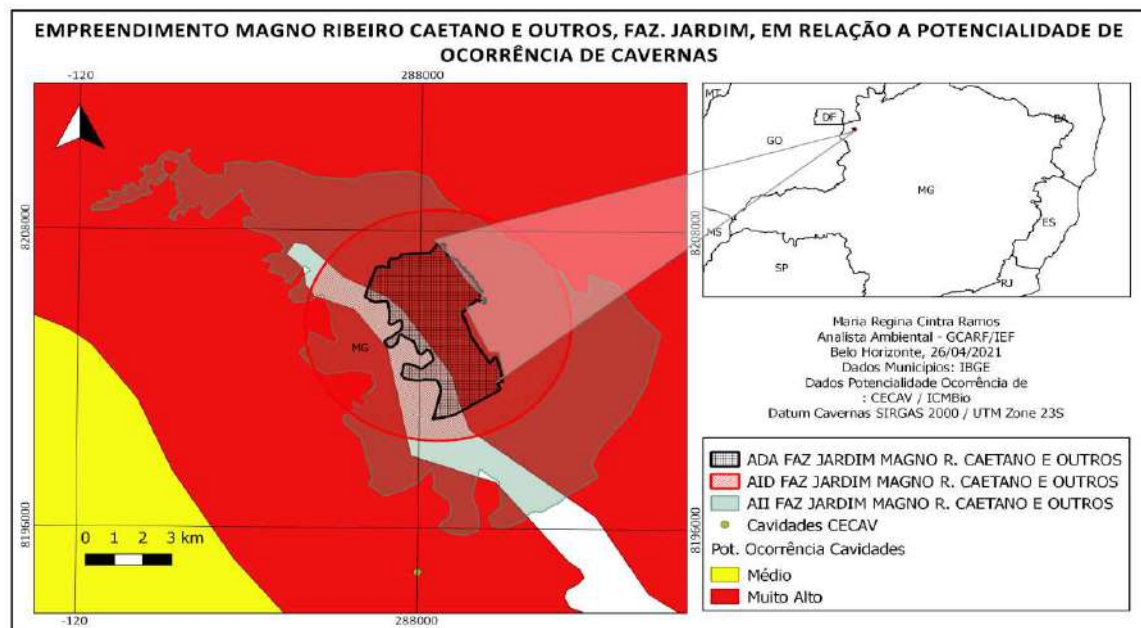 EMPREENDIMENTO MAGNO RIBEIRO CAETANO E OUTROS, FAZ. JARDIM, EM RELAÇÃO A POTENCIALIDADE DE
OCORRÊNCIA DE CAVERNAS
-120
288000
8208000
8208000
MG
8196000
8196000
0 1 2 3 km
-120
288000
MT
DF
GO
BA
MG
MS
ES
SP
RJ
Maria Regina Cintra Ramos
Analista Ambiental - GCARF/IEF
Belo Horizonte, 26/04/2021
Dados Municipios: IBGE
Dados Potencialidade Ocorrência de
: CECAV / ICMBio
Datum Cavernas SIRGAS 2000 / UTM Zone 23S
ADA FAZ JARDIM MAGNO R. CAETANO E OUTROS
AID FAZ JARDIM MAGNO R. CAETANO E OUTROS
AII FAZ JARDIM MAGNO R. CAETANO E OUTROS
Cavidades CECAV
Pot. Ocorrência Cavidades
Médio
Muito Alto